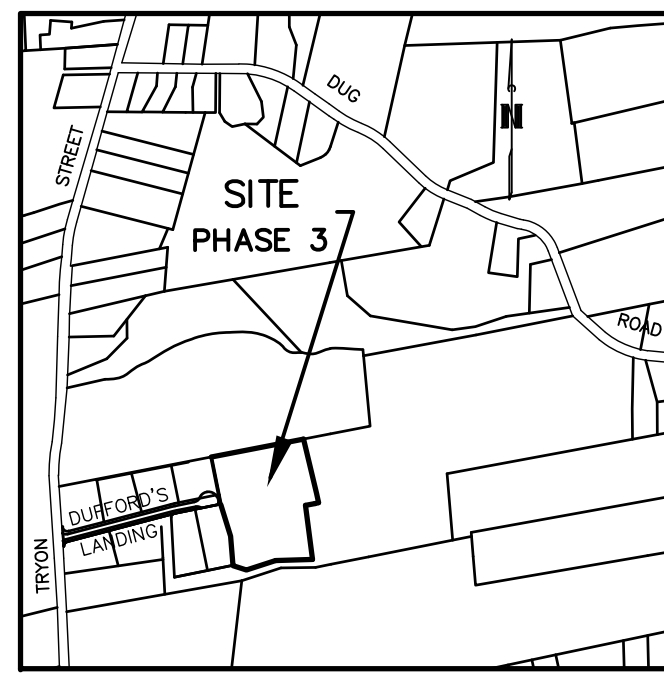 DUG
N
STREET
SITE
PHASE 3
ROAD
DUFFORD'S
LANDING
TRYON